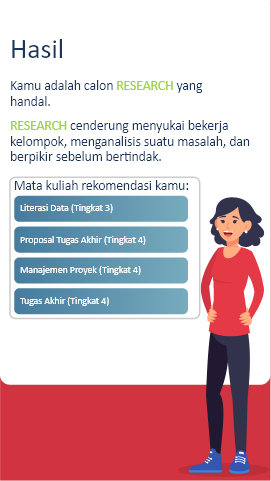 Hasil
Kamu adalah calon RESEARCH yang
handal.
RESEARCH cenderung menyukai bekerja
kelompok, menganalisis suatu masalah, dan
berpikir sebelum bertindak.
Mata kuliah rekomendasi kamu:
Literasi Data (Tingkat 3)
Proposal Tugas Akhir (Tingkat 4)
Manajemen Proyek (Tingkat 4)
Tugas Akhir (Tingkat 4)